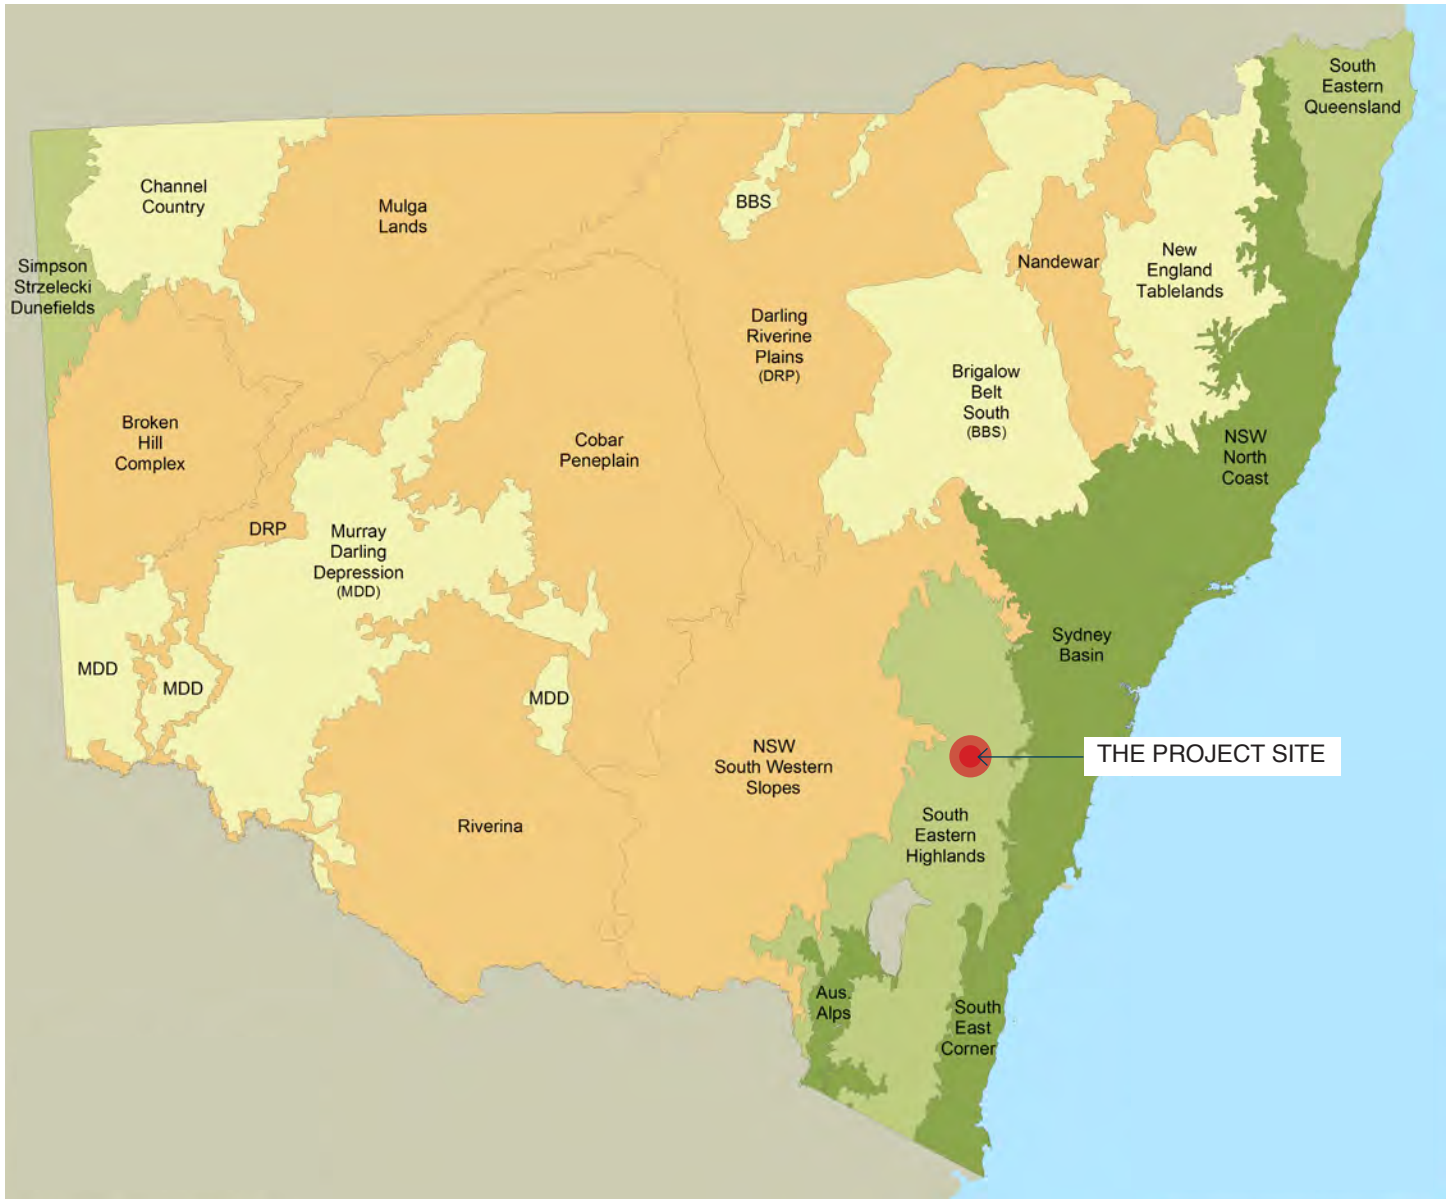 South
Eastern
Queensland
Channel
Country
BBS
Mulga
Lands
New
England
Tablelands
Nandewar
Simpson
Strzelecki
Dunefields
Darling
Riverine
Plains
(DRP)
Brigalow
Belt
South
(BBS)
Broken
Hill
Complex
Cobar
Peneplain
NSW
North
Coast
DRP
Murray
Darling
Depression
(MDD)
Sydney
Basin
MDD
MDD
MDD
NSW
South Western
Slopes
THE PROJECT SITE
Riverina
South
Eastern
Highlands
Aus.
Alps
South
East
Corner